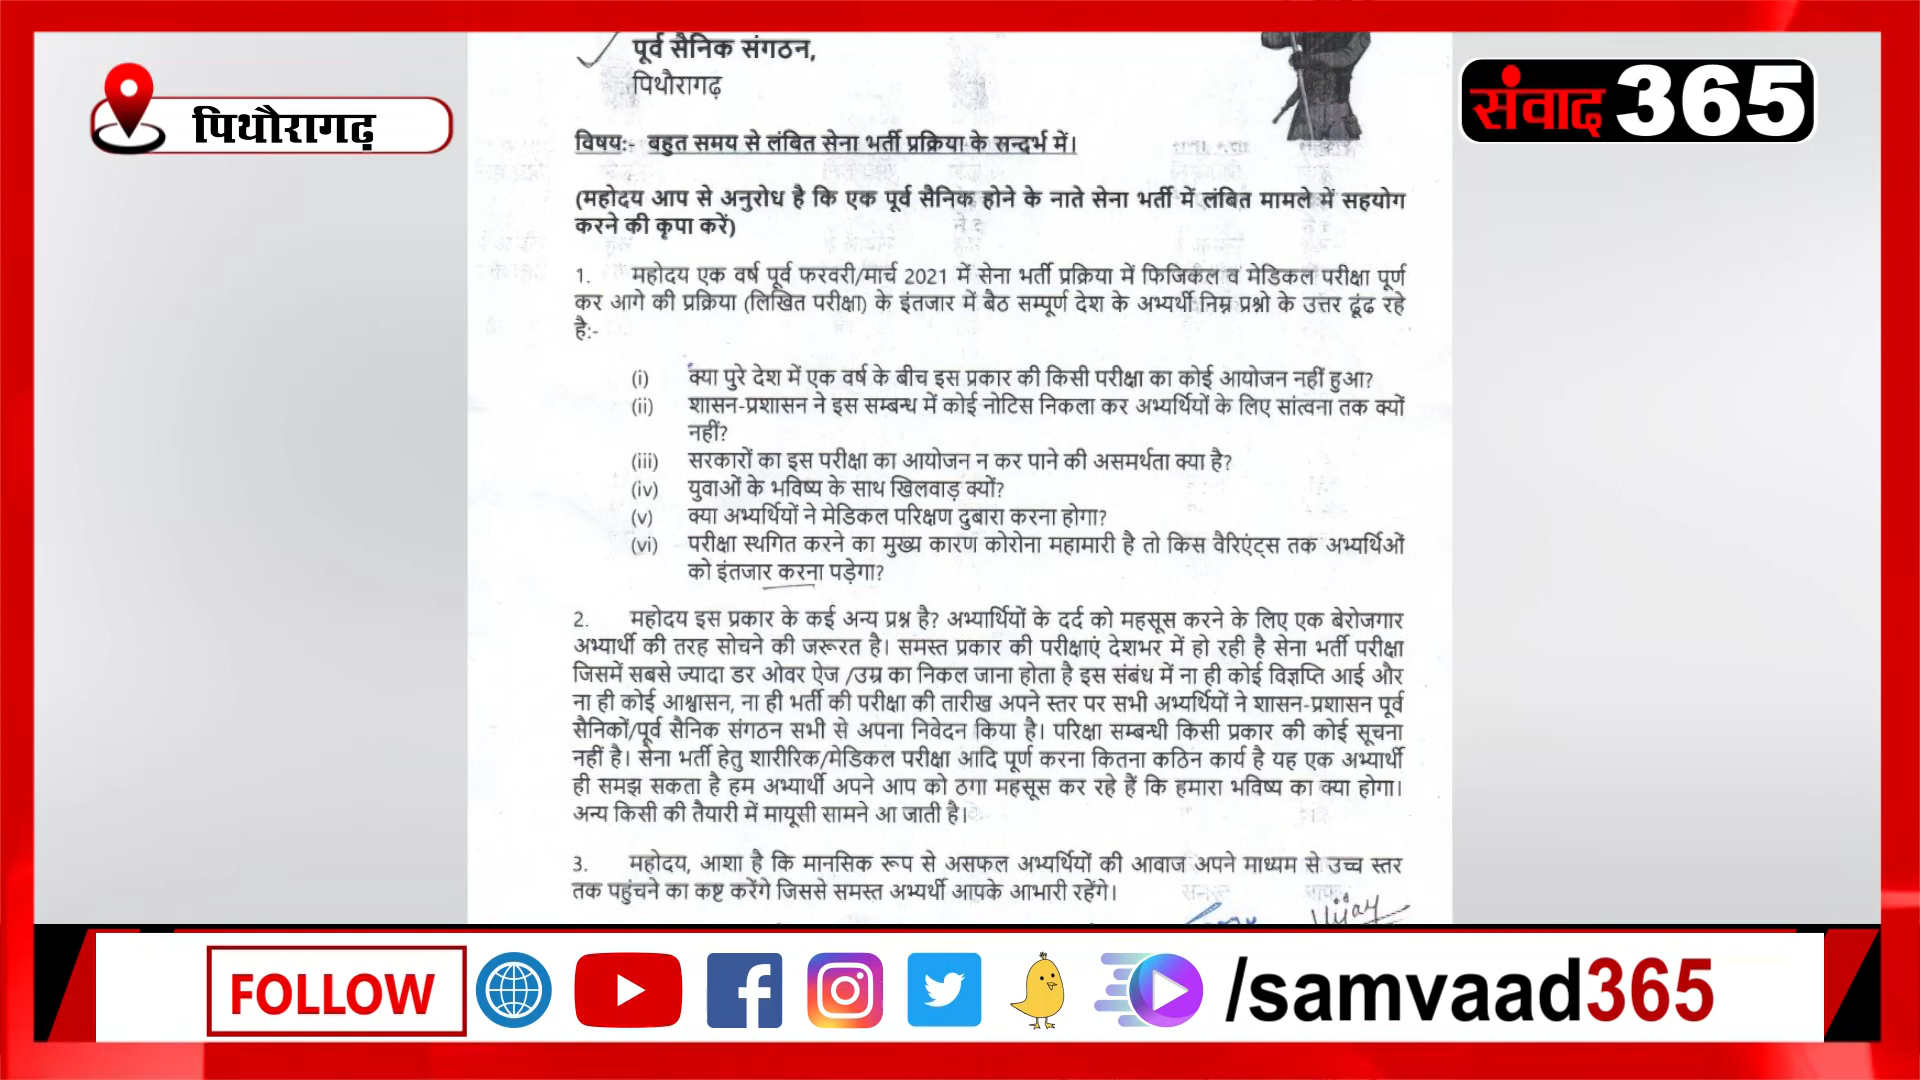 पिथौरागढ़
संवाद 365
पूर्व सैनिक संगठन,
पिथौरागढ़
विषय:- बहुत समय से लंबित सेना भर्ती प्रक्रिया के सन्दर्भ में।
(महोदय आप से अनुरोध है कि एक पूर्व सैनिक होने के नाते सेना भर्ती में लंबित मामले में सहयोग
करने की कृपा करें)
1. महोदय एक वर्ष पूर्व फरवरी/मार्च 2021 में सेना भर्ती प्रक्रिया में फिजिकल व मेडिकल परीक्षा पूर्ण
कर आगे की प्रक्रिया (लिखित परीक्षा) के इंतजार में बैठ सम्पूर्ण देश के अभ्यर्थी निम्न प्रश्नो के उत्तर ढूंढ रहे
है:-
(i) क्या पुरे देश में एक वर्ष के बीच इस प्रकार की किसी परीक्षा का कोई आयोजन नहीं हुआ?
(ii) शासन-प्रशासन ने इस सम्बन्ध में कोई नोटिस निकला कर अभ्यर्थियों के लिए सांत्वना तक क्यों
नहीं?
(iii) सरकारों का इस परीक्षा का आयोजन न कर पाने की असमर्थता क्या है?
(iv) युवाओं के भविष्य के साथ खिलवाड़ क्यों?
(v) क्या अभ्यर्थियों ने मेडिकल परिक्षण दुबारा करना होगा?
(vi) परीक्षा स्थगित करने का मुख्य कारण कोरोना महामारी है तो किस वैरिएंट्स तक अभ्यर्थिओं
को इंतजार करना पड़ेगा?
2. महोदय इस प्रकार के कई अन्य प्रश्न है? अभ्यार्थियों के दर्द को महसूस करने के लिए एक बेरोजगार
अभ्यार्थी की तरह सोचने की जरूरत है। समस्त प्रकार की परीक्षाएं देशभर में हो रही है सेना भर्ती परीक्षा
जिसमें सबसे ज्यादा डर ओवर ऐज /उम्र का निकल जाना होता है इस संबंध में ना ही कोई विज्ञप्ति आई और
ना ही कोई आश्वासन, ना ही भर्ती की परीक्षा की तारीख अपने स्तर पर सभी अभ्यर्थियों ने शासन-प्रशासन पूर्व
सैनिकों/पूर्व सैनिक संगठन सभी से अपना निवेदन किया है। परिक्षा सम्बन्धी किसी प्रकार की कोई सूचना
नहीं है। सेना भर्ती हेतु शारीरिक/मेडिकल परीक्षा आदि पूर्ण करना कितना कठिन कार्य है यह एक अभ्यार्थी
ही समझ सकता है हम अभ्यार्थी अपने आप को ठगा महसूस कर रहे हैं कि हमारा भविष्य का क्या होगा।
अन्य किसी की तैयारी में मायूसी सामने आ जाती है।
3. महोदय, आशा है कि मानसिक रूप से असफल अभ्यर्थियों की आवाज अपने माध्यम से उच्च स्तर
तक पहुंचने का कष्ट करेंगे जिससे समस्त अभ्यर्थी आपके आभारी रहेंगे।
Vijay
FOLLOW /samvaad365